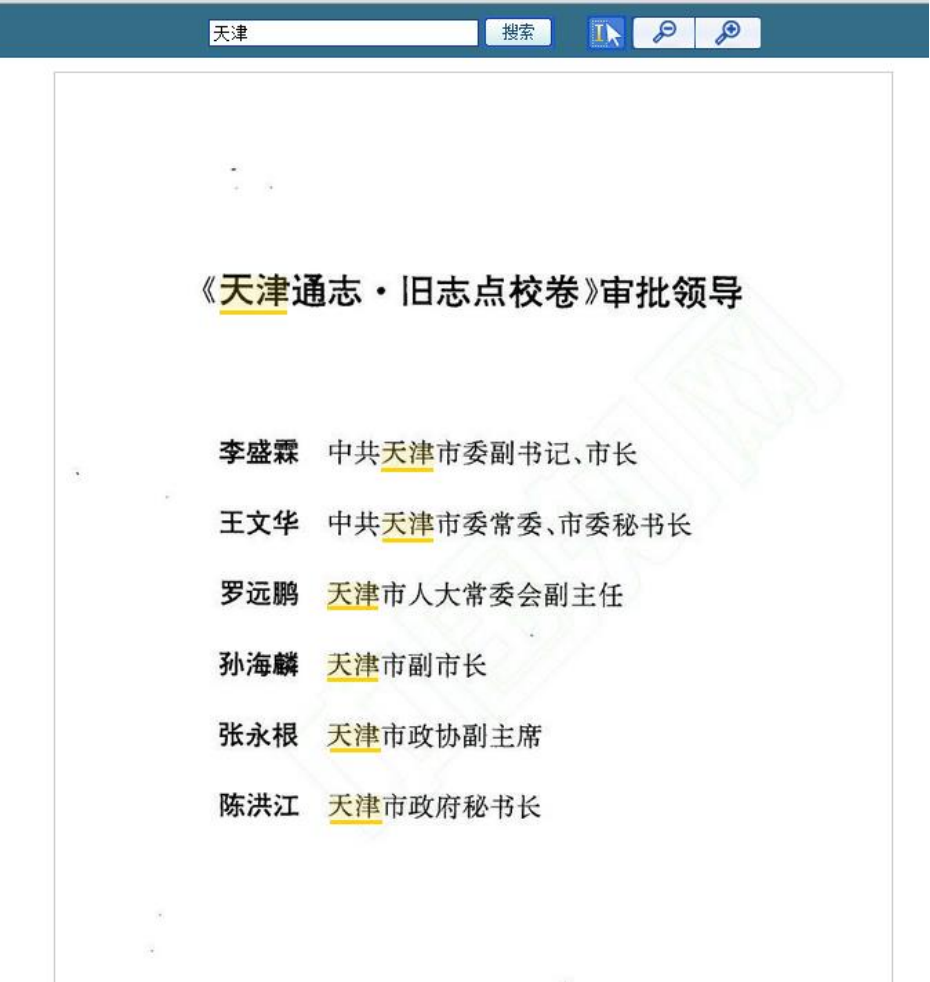 天津 搜索
《天津通志·旧志点校卷》审批领导
李盛霖 中共天津市委副书记、市长
王文华 中共天津市委常委、市委秘书长
罗远鹏 天津市人大常委会副主任
孙海麟 天津市副市长
张永根 天津市政协副主席
陈洪江 天津市政府秘书长